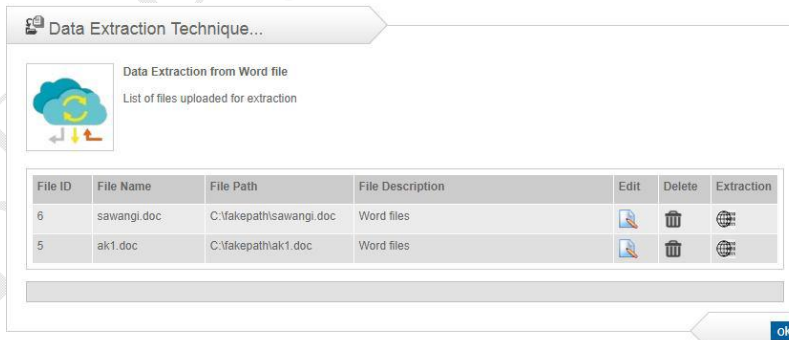 Data Extraction Technique...
Data Extraction from Word file
List of files uploaded for extraction
File ID File Name File Path File Description Edit Delete Extraction
6 sawangi.doc C:\fakepath\sawangi.doc Word files
5 ak1.doc C:\fakepath\ak1.doc Word files
ok